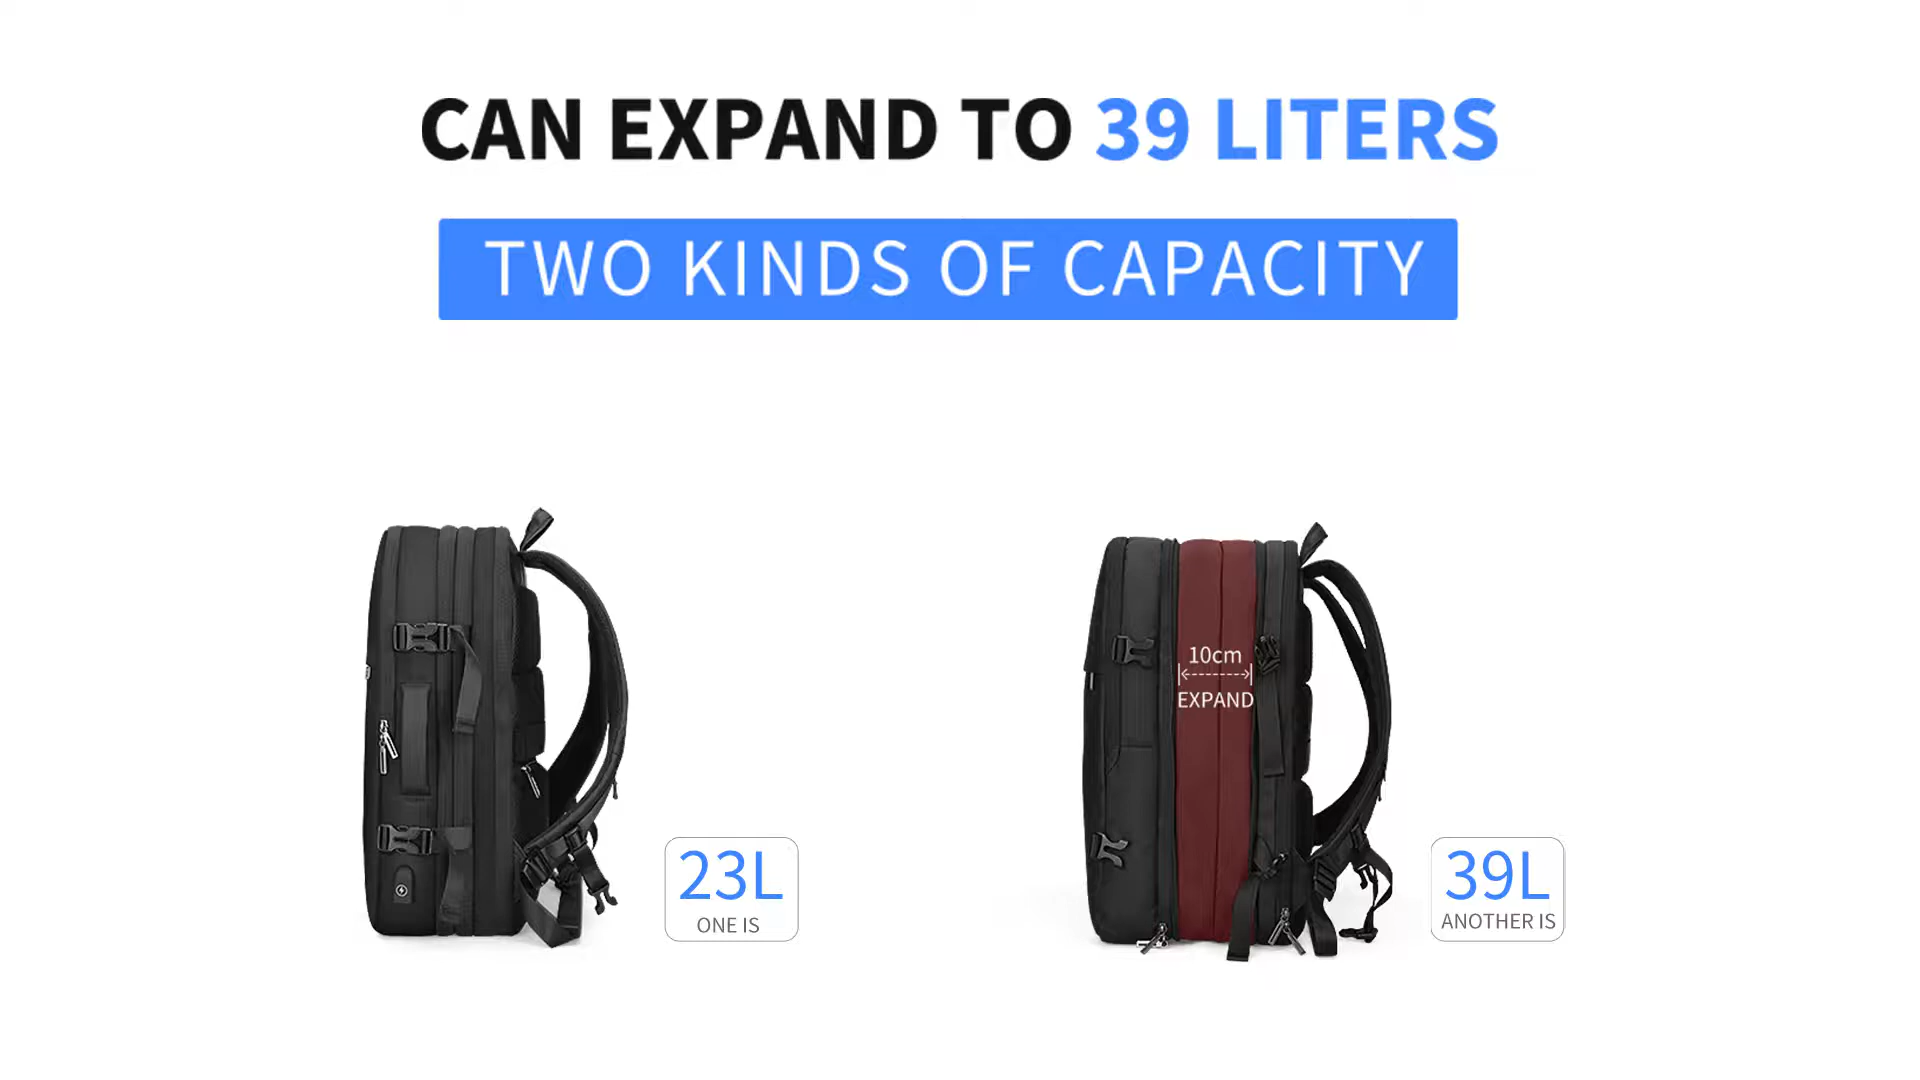 CAN EXPAND TO 39 LITERS
TWO KINDS OF CAPACITY
10cm
EXPAND
23L
ONE IS
39L
ANOTHER IS